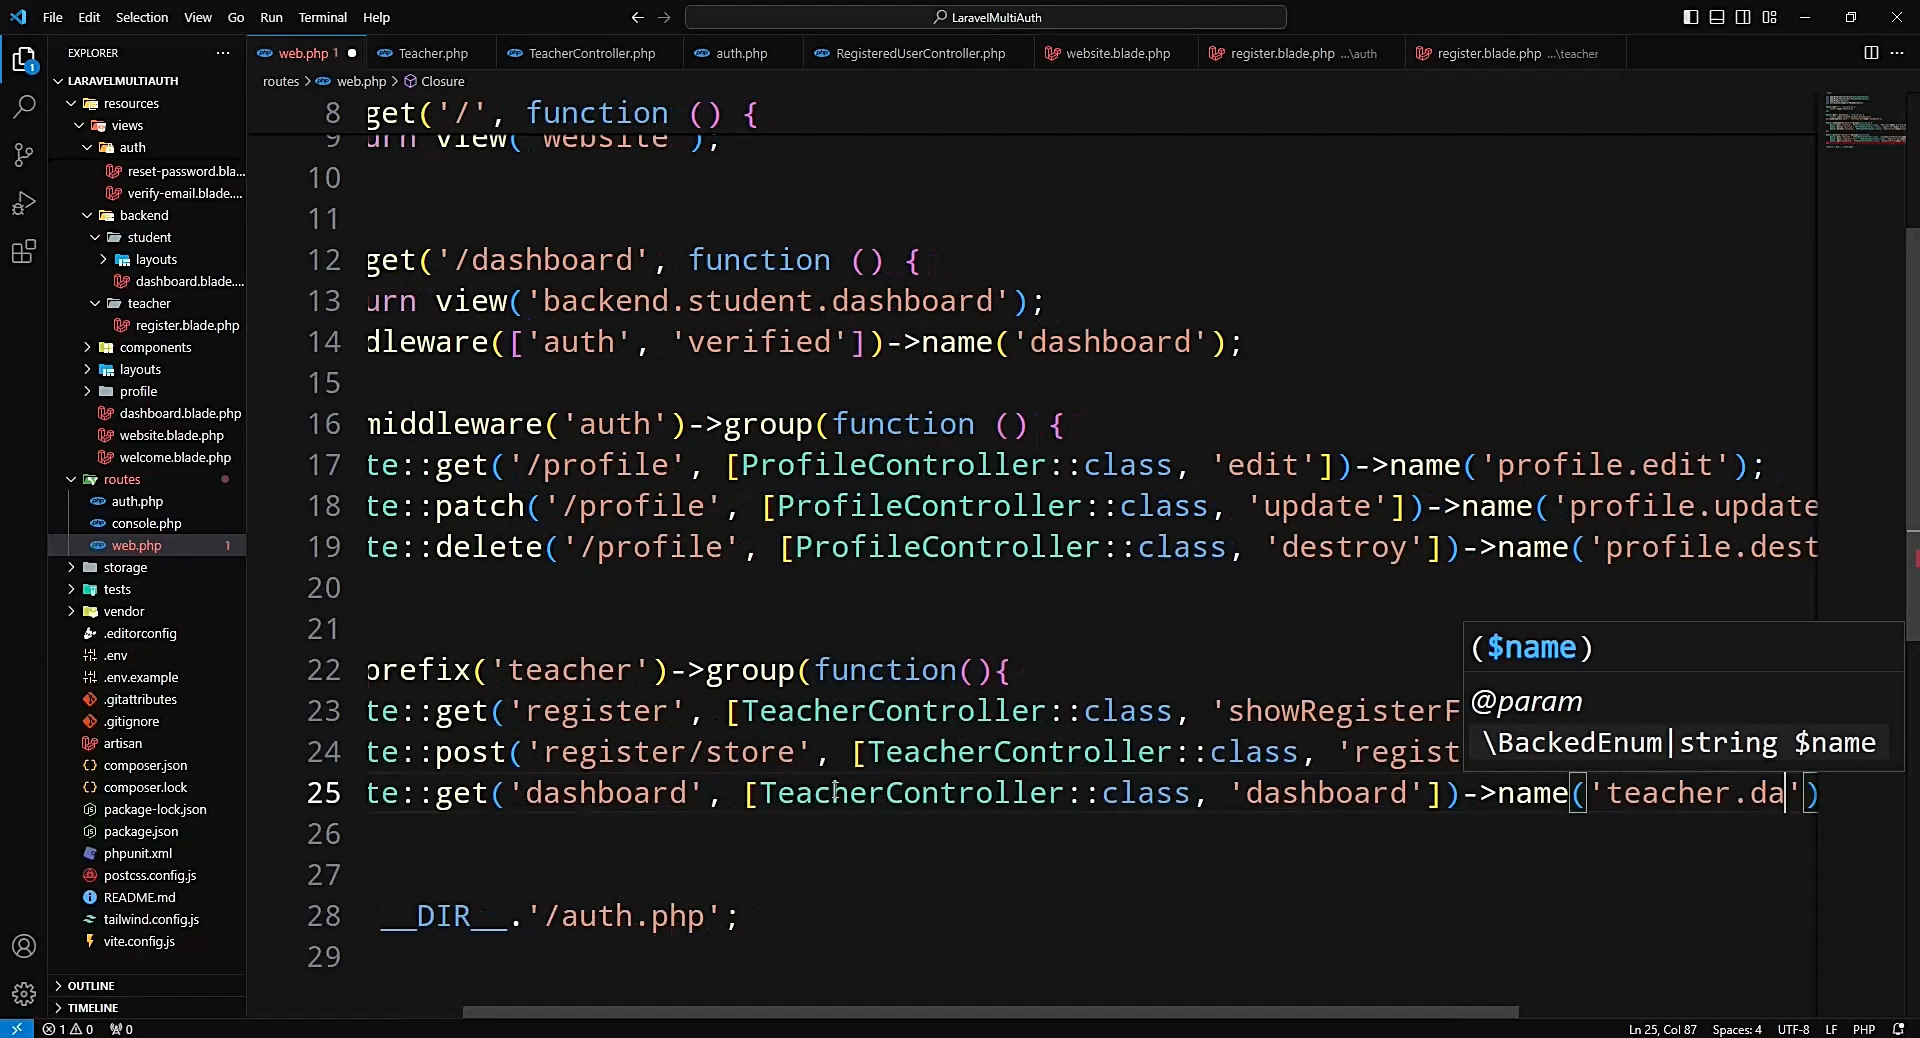 File Edit Selection View Go Run Terminal Help
LaravelMultiAuth
EXPLORER
web.php 1
Teacher.php
TeacherController.php
auth.php
RegisteredUserController.php
website.blade.php
register.blade.php ...\auth
register.blade.php ...\teacher
routes > web.php > Closure
1
LARAVELMULTIAUTH
resources
views
auth
reset-password.bla...
verify-email.blade....
backend
student
layouts
dashboard.blade....
teacher
register.blade.php
components
layouts
profile
dashboard.blade.php
website.blade.php
welcome.blade.php
routes
auth.php
console.php
web.php 1
storage
tests
vendor
.editorconfig
.env
.env.example
.gitattributes
.gitignore
artisan
composer.json
composer.lock
package-lock.json
package.json
phpunit.xml
postcss.config.js
README.md
tailwind.config.js
vite.config.js
OUTLINE
TIMELINE
8 get('/', function () {
9 urn view('website');
10
11
12 get('/dashboard', function () {
13 urn view('backend.student.dashboard');
14 dleware(['auth', 'verified'])->name('dashboard');
15
16 middleware('auth')->group(function () {
17 te::get('/profile', [ProfileController::class, 'edit'])->name('profile.edit');
18 te::patch('/profile', [ProfileController::class, 'update'])->name('profile.update
19 te::delete('/profile', [ProfileController::class, 'destroy'])->name('profile.dest
20
21
22 prefix('teacher')->group(function(){
23 te::get('register', [TeacherController::class, 'showRegisterF
24 te::post('register/store', [TeacherController::class, 'regist
25 te::get('dashboard', [TeacherController::class, 'dashboard'])->name('teacher.da')
26
27
28 __DIR__.'/auth.php';
29
($name)
@param
\BackedEnum|string $name
1 0 0
Ln 25, Col 87 Spaces: 4 UTF-8 LF PHP